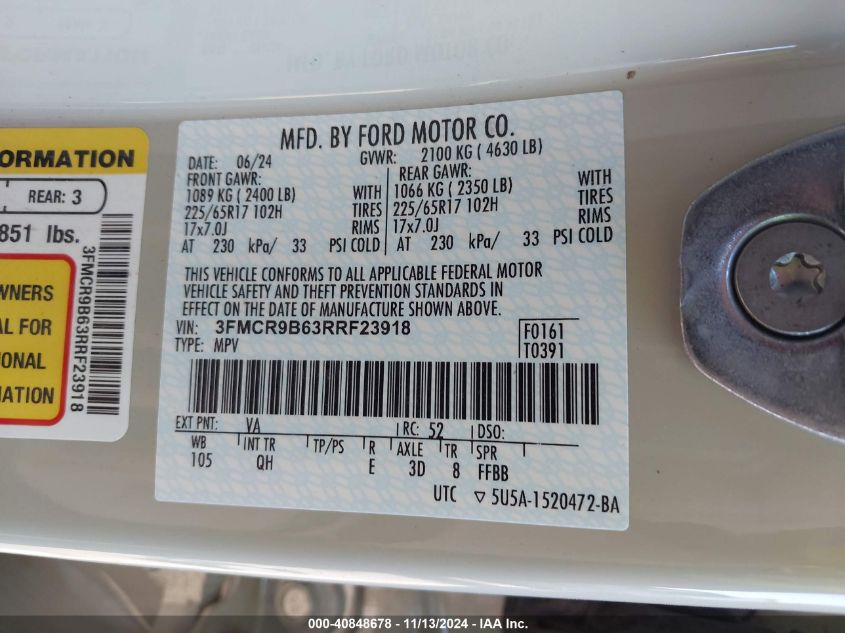 ORMATION
REAR: 3
851 lbs.
WNERS
AL FOR
IONAL
MATION
3FMCR9B63RRF23918
MFD. BY FORD MOTOR CO.
DATE: 06/24 GVWR: 2100 KG ( 4630 LB)
FRONT GAWR: REAR GAWR:
1089 KG ( 2400 LB) WITH 1066 KG ( 2350 LB) WITH
225/65R17 102H TIRES 225/65R17 102H TIRES
17x7.0J RIMS 17x7.0J RIMS
AT 230 kPa/ 33 PSI COLD AT 230 kPa/ 33 PSI COLD
THIS VEHICLE CONFORMS TO ALL APPLICABLE FEDERAL MOTOR
VEHICLE SAFETY AND THEFT PREVENTION STANDARDS IN
EFFECT ON THE DATE OF MANUFACTURE SHOWN ABOVE.
VIN: 3FMCR9B63RRF23918 F0161
TYPE: MPV T0391
EXT PNT: VA RC: 52 DSO:
WB INT TR TP/PS R AXLE TR SPR
105 QH E 3D 8 FFBB
UTC ▽ 5U5A-1520472-BA
000-40848678 - 11/13/2024 - IAA Inc.